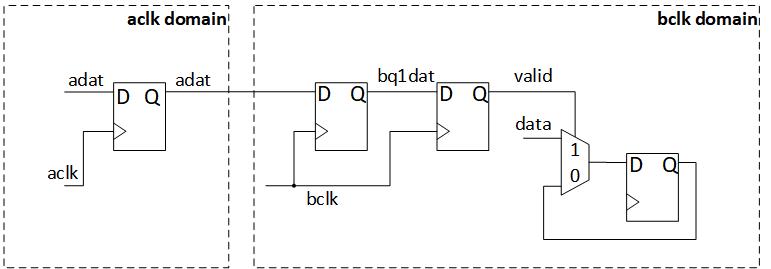 aclk domain
bclk domain
adat
adat
bq1dat
valid
D Q
D Q
D Q
data
1
0
D Q
aclk
bclk